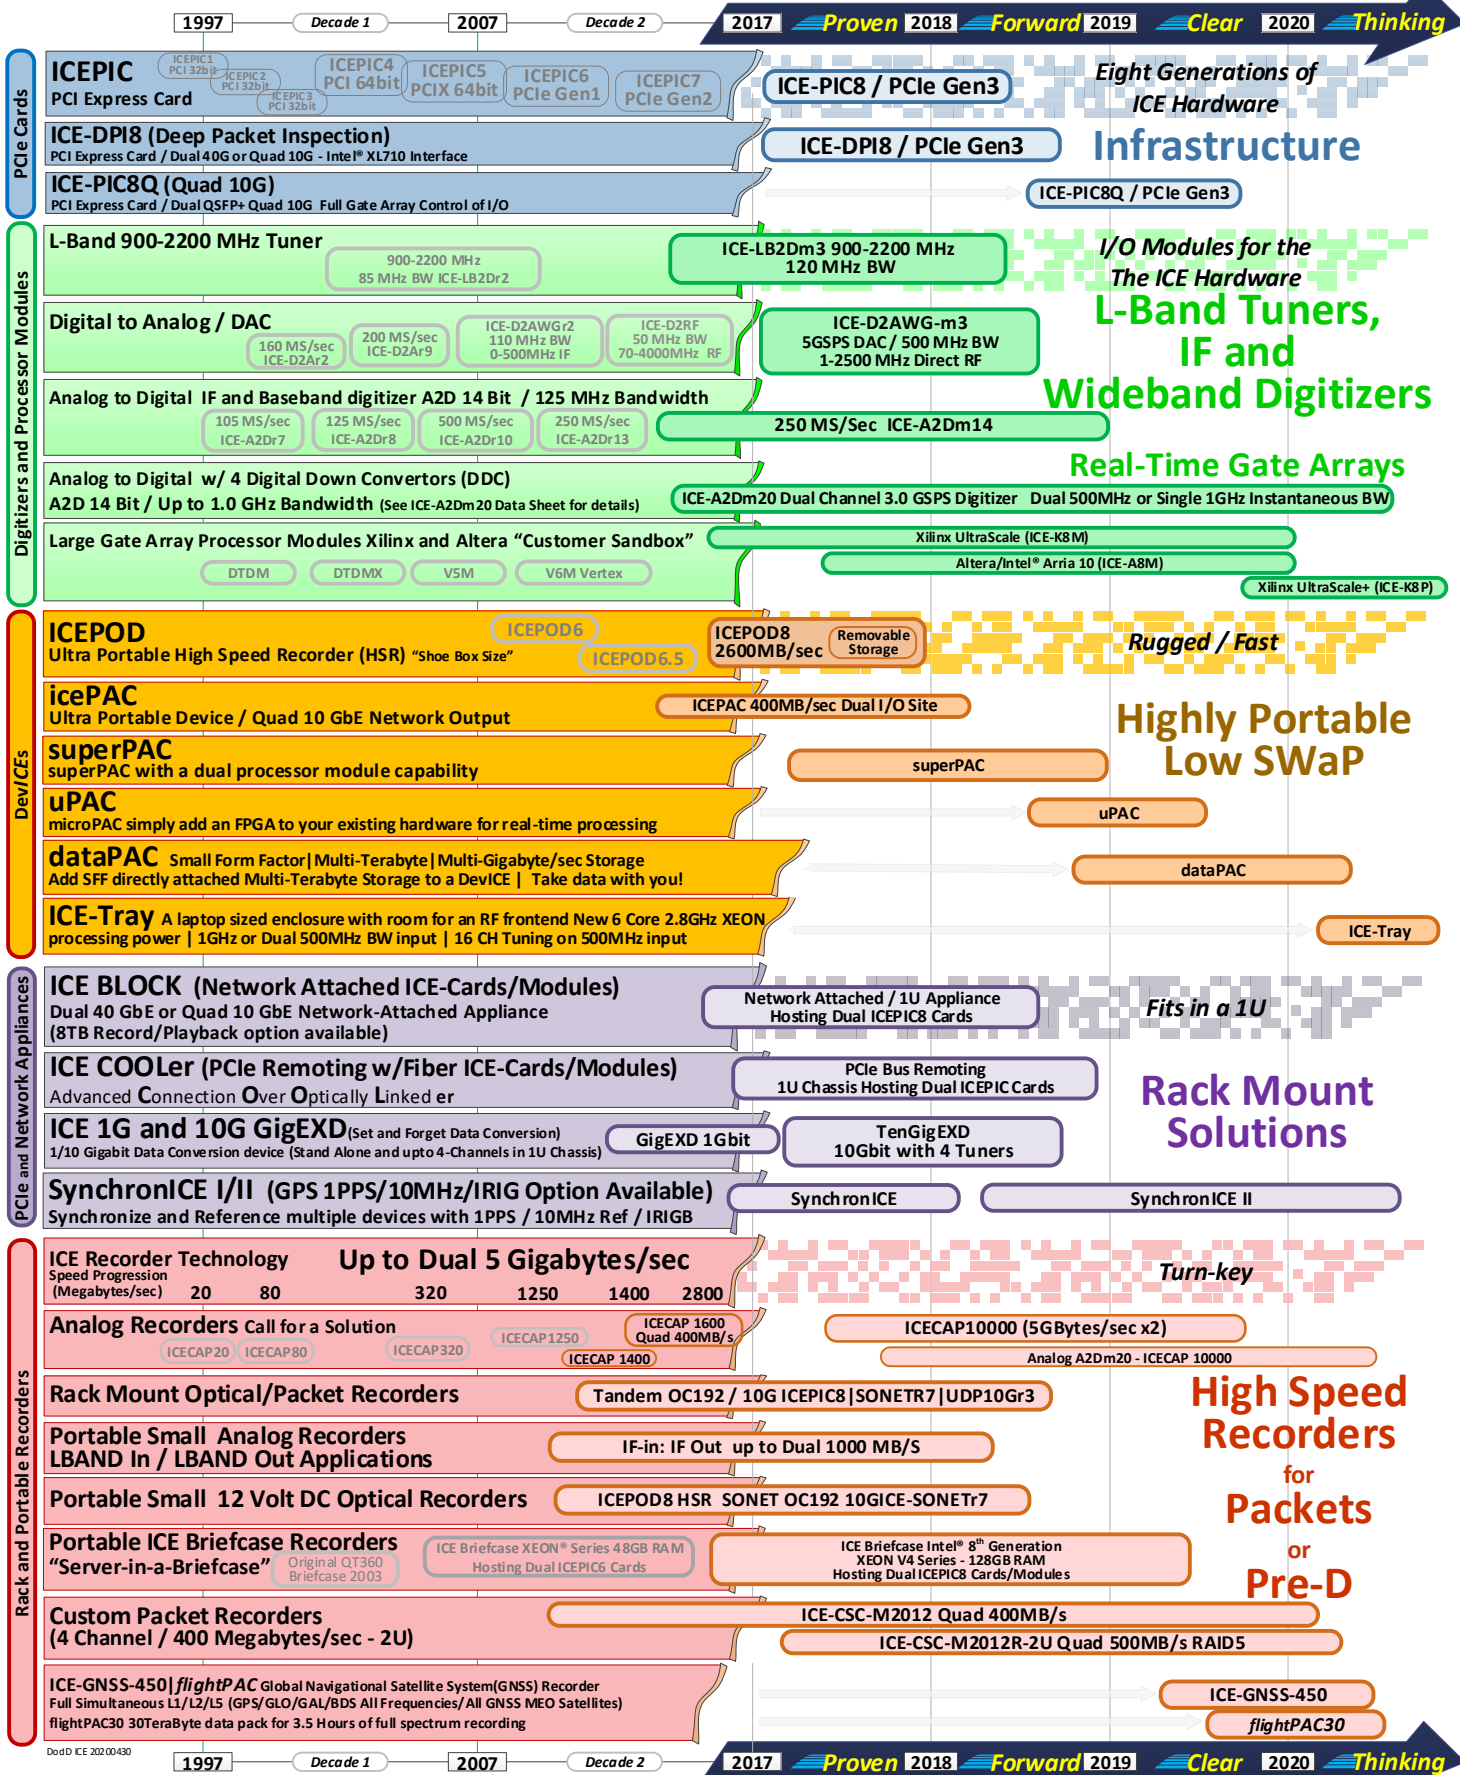 1997
Decade 1
2007
Decade 2
2017
Proven
2018
Forward
2019
Clear
2020
Thinking
PCIe Cards
ICEPIC
PCI Express Card
ICEPIC1
PCI 32bit
ICEPIC2
PCI 32bit
ICEPIC3
PCI 32bit
ICEPIC4
PCI 64bit
ICEPIC5
PCIX 64bit
ICEPIC6
PCIe Gen1
ICEPIC7
PCIe Gen2
ICE-PIC8 / PCIe Gen3
Eight Generations of
ICE Hardware
ICE-DPI8 (Deep Packet Inspection)
PCI Express Card / Dual 40G or Quad 10G - Intel® XL710 Interface
ICE-DPI8 / PCIe Gen3
Infrastructure
ICE-PIC8Q (Quad 10G)
PCI Express Card / Dual QSFP+ Quad 10G Full Gate Array Control of I/O
ICE-PIC8Q / PCIe Gen3
Digitizers and Processor Modules
L-Band 900-2200 MHz Tuner
900-2200 MHz
85 MHz BW ICE-LB2Dr2
ICE-LB2Dm3 900-2200 MHz
120 MHz BW
I/O Modules for the
The ICE Hardware
Digital to Analog / DAC
160 MS/sec
ICE-D2Ar2
200 MS/sec
ICE-D2Ar9
ICE-D2AWGr2
110 MHz BW
0-500MHz IF
ICE-D2RF
50 MHz BW
70-4000MHz RF
ICE-D2AWG-m3
5GSPS DAC / 500 MHz BW
1-2500 MHz Direct RF
L-Band Tuners,
IF and
Wideband Digitizers
Analog to Digital IF and Baseband digitizer A2D 14 Bit / 125 MHz Bandwidth
105 MS/sec
ICE-A2Dr7
125 MS/sec
ICE-A2Dr8
500 MS/sec
ICE-A2Dr10
250 MS/sec
ICE-A2Dr13
250 MS/Sec ICE-A2Dm14
Real-Time Gate Arrays
Analog to Digital w/ 4 Digital Down Convertors (DDC)
A2D 14 Bit / Up to 1.0 GHz Bandwidth (See ICE-A2Dm20 Data Sheet for details)
ICE-A2Dm20 Dual Channel 3.0 GSPS Digitizer Dual 500MHz or Single 1GHz Instantaneous BW
Large Gate Array Processor Modules Xilinx and Altera “Customer Sandbox”
DTDM
DTDMX
V5M
V6M Vertex
Xilinx UltraScale (ICE-K8M)
Altera/Intel® Arria 10 (ICE-A8M)
Xilinx UltraScale+ (ICE-K8P)
DevICEs
ICEPOD
Ultra Portable High Speed Recorder (HSR) “Shoe Box Size”
ICEPOD6
ICEPOD6.5
ICEPOD8
2600MB/sec
Removable
Storage
Rugged / Fast
icePAC
Ultra Portable Device / Quad 10 GbE Network Output
ICEPAC 400MB/sec Dual I/O Site
Highly Portable
Low SWaP
superPAC
superPAC with a dual processor module capability
superPAC
uPAC
microPAC simply add an FPGA to your existing hardware for real-time processing
uPAC
dataPAC Small Form Factor|Multi-Terabyte|Multi-Gigabyte/sec Storage
Add SFF directly attached Multi-Terabyte Storage to a DevICE | Take data with you!
dataPAC
ICE-Tray A laptop sized enclosure with room for an RF frontend New 6 Core 2.8GHz XEON
processing power | 1GHz or Dual 500MHz BW input | 16 CH Tuning on 500MHz input
ICE-Tray
PCIe and Network Appliances
ICE BLOCK (Network Attached ICE-Cards/Modules)
Dual 40 GbE or Quad 10 GbE Network-Attached Appliance
(8TB Record/Playback option available)
Network Attached / 1U Appliance
Hosting Dual ICEPIC8 Cards
Fits in a 1U
ICE COOLer (PCIe Remoting w/Fiber ICE-Cards/Modules)
Advanced Connection Over Optically Linked er
PCIe Bus Remoting
1U Chassis Hosting Dual ICEPIC Cards
Rack Mount
Solutions
ICE 1G and 10G GigEXD (Set and Forget Data Conversion)
1/10 Gigabit Data Conversion device (Stand Alone and upto 4-Channels in 1U Chassis)
GigEXD 1Gbit
TenGigEXD
10Gbit with 4 Tuners
SynchronICE I/II (GPS 1PPS/10MHz/IRIG Option Available)
Synchronize and Reference multiple devices with 1PPS / 10MHz Ref / IRIGB
SynchronICE
SynchronICE II
Rack and Portable Recorders
ICE Recorder Technology
Up to Dual 5 Gigabytes/sec
Speed Progression
(Megabytes/sec)
20
80
320
1250
1400
2800
Turn-key
Analog Recorders Call for a Solution
ICECAP20
ICECAP80
ICECAP320
ICECAP1250
ICECAP 1400
ICECAP 1600
Quad 400MB/s
ICECAP10000 (5GBytes/sec x2)
Analog A2Dm20 - ICECAP 10000
Rack Mount Optical/Packet Recorders
Tandem OC192 / 10G ICEPIC8|SONETR7|UDP10Gr3
High Speed
Recorders
for
Packets
or
Pre-D
Portable Small Analog Recorders
LBAND In / LBAND Out Applications
IF-in: IF Out up to Dual 1000 MB/S
Portable Small 12 Volt DC Optical Recorders
ICEPOD8 HSR SONET OC192 10GICE-SONETr7
Portable ICE Briefcase Recorders
“Server-in-a-Briefcase”
Original QT360
Briefcase 2003
ICE Briefcase XEON® Series 48GB RAM
Hosting Dual ICEPIC6 Cards
ICE Briefcase Intel® 8th Generation
XEON V4 Series - 128GB RAM
Hosting Dual ICEPIC8 Cards/Modules
Custom Packet Recorders
(4 Channel / 400 Megabytes/sec - 2U)
ICE-CSC-M2012 Quad 400MB/s
ICE-CSC-M2012R-2U Quad 500MB/s RAID5
ICE-GNSS-450|flightPAC Global Navigational Satellite System(GNSS) Recorder
Full Simultaneous L1/L2/L5 (GPS/GLO/GAL/BDS All Frequencies/All GNSS MEO Satellites)
flightPAC30 30TeraByte data pack for 3.5 Hours of full spectrum recording
ICE-GNSS-450
flightPAC30
DodD ICE 20200430
1997
Decade 1
2007
Decade 2
2017
Proven
2018
Forward
2019
Clear
2020
Thinking